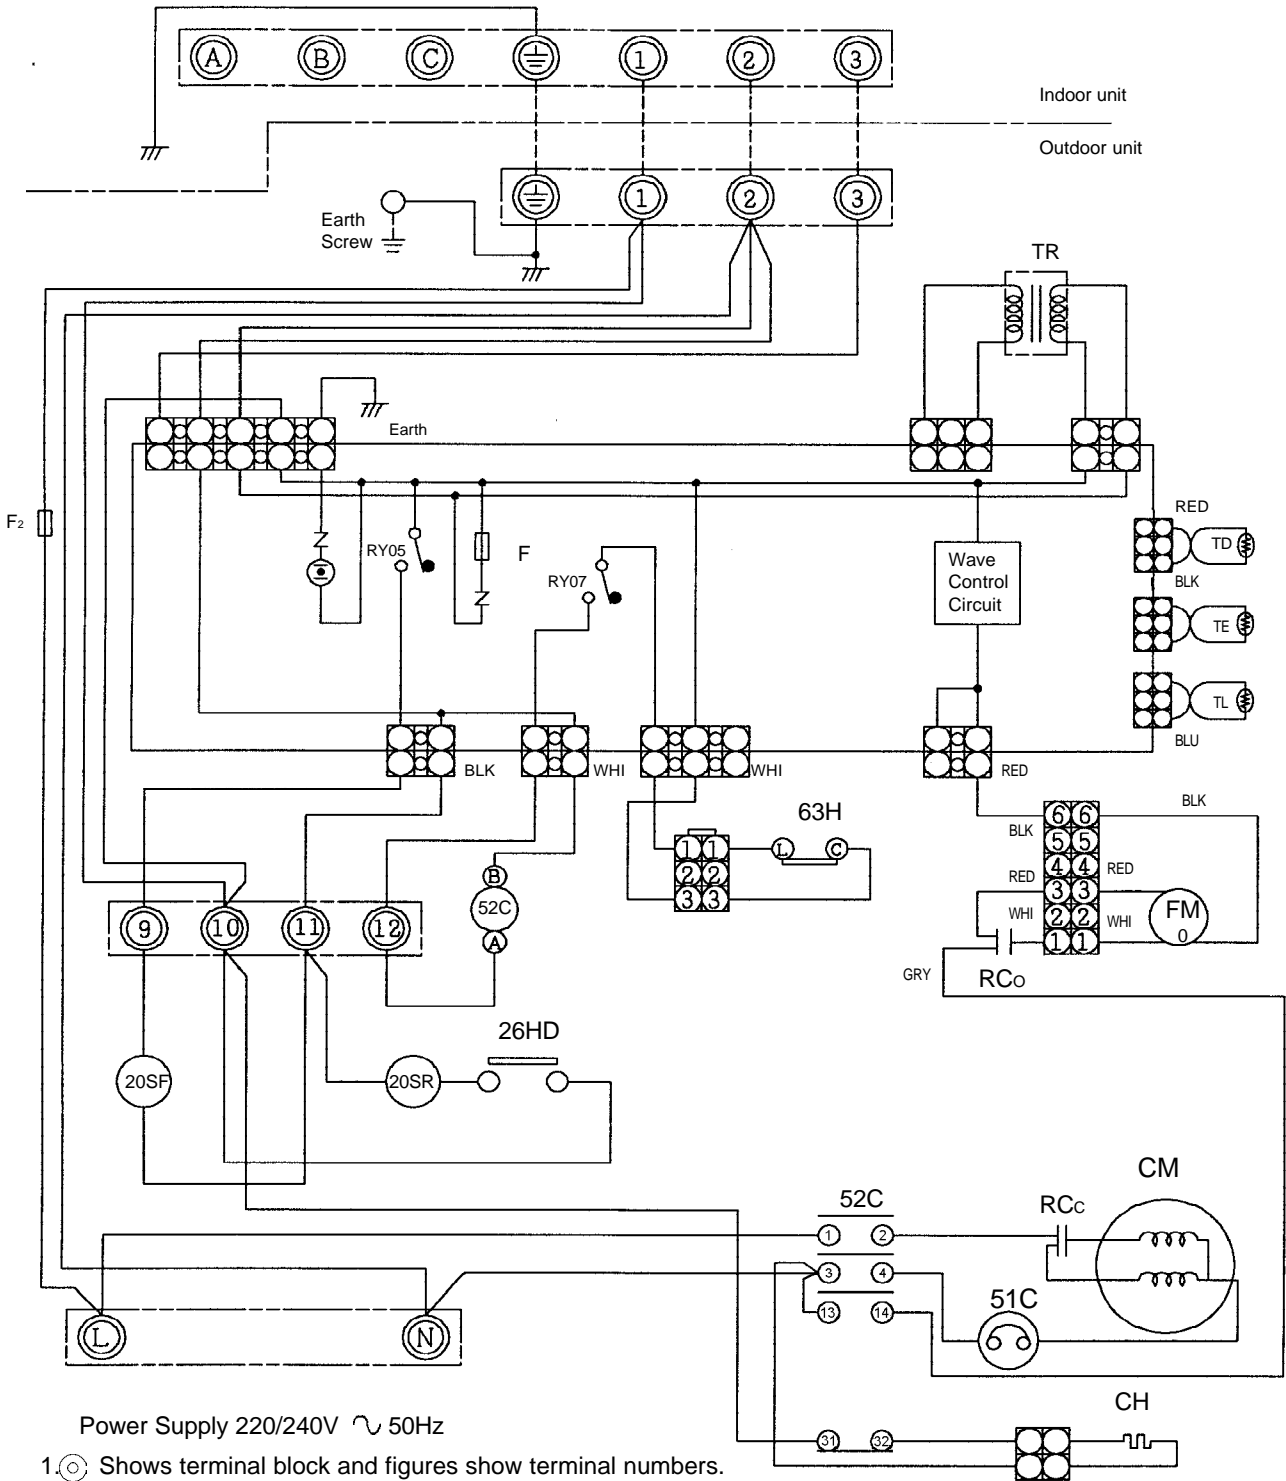 A B C 1 2 3
Indoor unit
Outdoor unit
1 2 3
Earth
Screw
TR
Earth
F2
RED
TD
BLK
RY05
F
RY07
Wave
Control
Circuit
TE
TL
BLU
BLK
WHI
WHI
RED
63H
BLK
BLK
6 6
5 5
4 4
3 3
2 2
1 1
RED
RED
WHI
WHI
FM
0
GRY
RCO
1 1
2 2
3 3
L C
B
52C
A
9 10 11 12
26HD
20SF
20SR
CM
52C
RCC
1 2
3 4
13 14
51C
L N
CH
31 32
Power Supply 220/240V ∿ 50Hz
1. ◎ Shows terminal block and figures show terminal numbers.